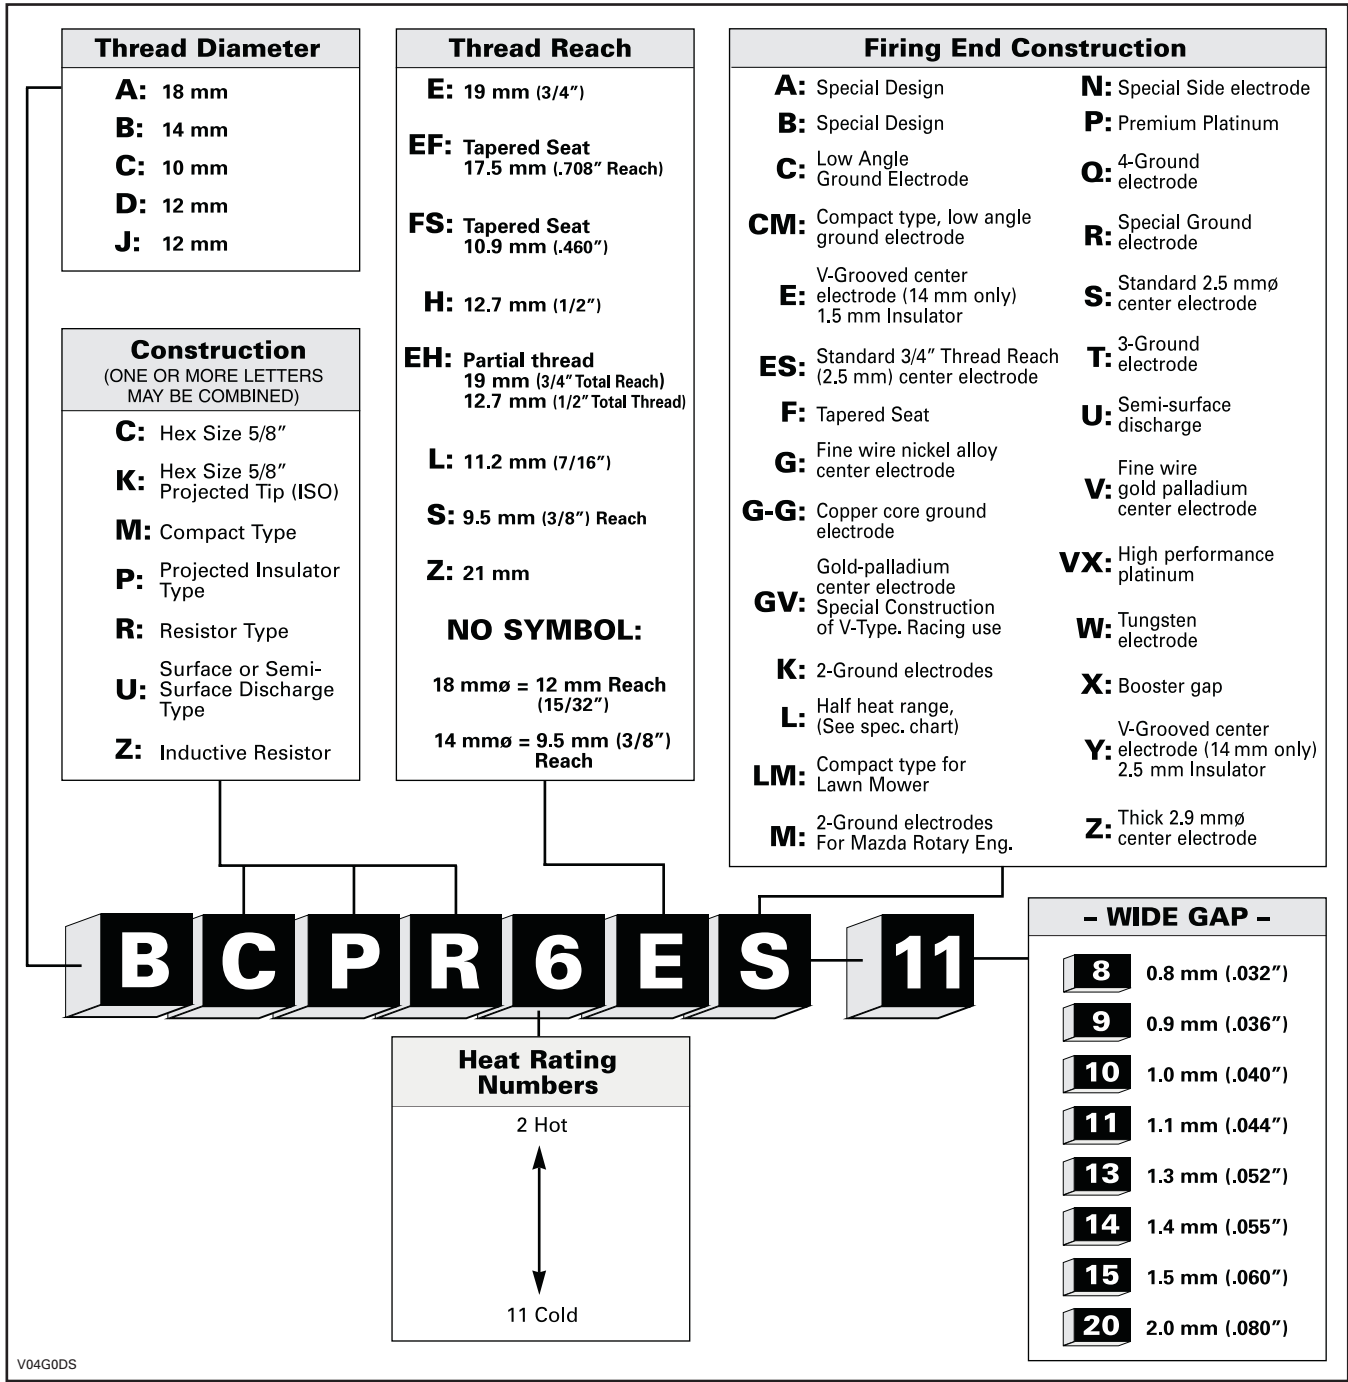 Thread Diameter
A: 18 mm
B: 14 mm
C: 10 mm
D: 12 mm
J: 12 mm
Construction
(ONE OR MORE LETTERS
MAY BE COMBINED)
C: Hex Size 5/8″
K: Hex Size 5/8″
Projected Tip (ISO)
M: Compact Type
P: Projected Insulator
Type
R: Resistor Type
U: Surface or Semi-
Surface Discharge
Type
Z: Inductive Resistor
Thread Reach
E: 19 mm (3/4″)
EF: Tapered Seat
17.5 mm (.708″ Reach)
FS: Tapered Seat
10.9 mm (.460″)
H: 12.7 mm (1/2″)
EH: Partial thread
19 mm (3/4″ Total Reach)
12.7 mm (1/2″ Total Thread)
L: 11.2 mm (7/16″)
S: 9.5 mm (3/8″) Reach
Z: 21 mm
NO SYMBOL:
18 mmø = 12 mm Reach
(15/32″)
14 mmø = 9.5 mm (3/8″)
Reach
Firing End Construction
A: Special Design
B: Special Design
C: Low Angle
Ground Electrode
CM: Compact type, low angle
ground electrode
E: V-Grooved center
electrode (14 mm only)
1.5 mm Insulator
ES: Standard 3/4″ Thread Reach
(2.5 mm) center electrode
F: Tapered Seat
G: Fine wire nickel alloy
center electrode
G-G: Copper core ground
electrode
GV: Gold-palladium
center electrode
Special Construction
of V-Type. Racing use
K: 2-Ground electrodes
L: Half heat range,
(See spec. chart)
LM: Compact type for
Lawn Mower
M: 2-Ground electrodes
For Mazda Rotary Eng.
N: Special Side electrode
P: Premium Platinum
Q: 4-Ground
electrode
R: Special Ground
electrode
S: Standard 2.5 mmø
center electrode
T: 3-Ground
electrode
U: Semi-surface
discharge
V: Fine wire
gold palladium
center electrode
VX: High performance
platinum
W: Tungsten
electrode
X: Booster gap
Y: V-Grooved center
electrode (14 mm only)
2.5 mm Insulator
Z: Thick 2.9 mmø
center electrode
B C P R 6 E S 11
Heat Rating
Numbers
2 Hot
11 Cold
– WIDE GAP –
8 0.8 mm (.032″)
9 0.9 mm (.036″)
10 1.0 mm (.040″)
11 1.1 mm (.044″)
13 1.3 mm (.052″)
14 1.4 mm (.055″)
15 1.5 mm (.060″)
20 2.0 mm (.080″)
V04G0DS